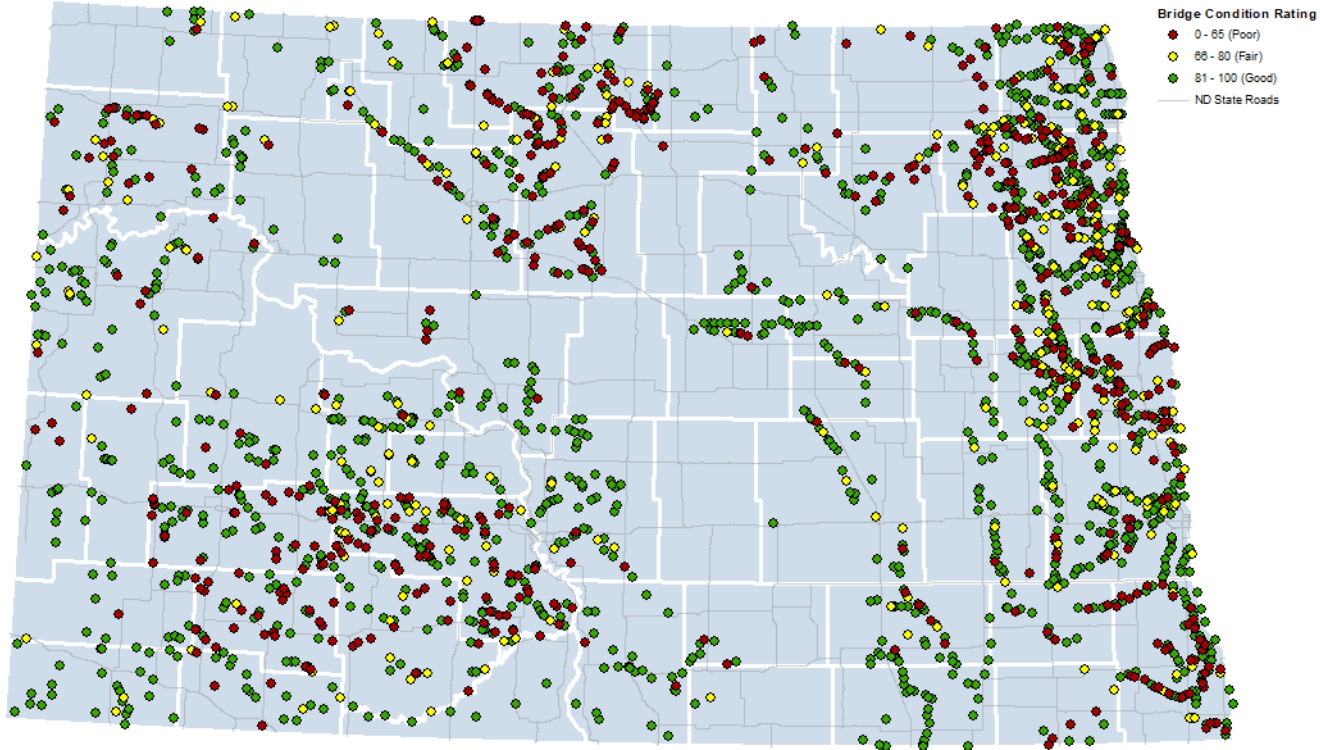 Bridge Condition Rating
0 - 65 (Poor)
66 - 80 (Fair)
81 - 100 (Good)
ND State Roads